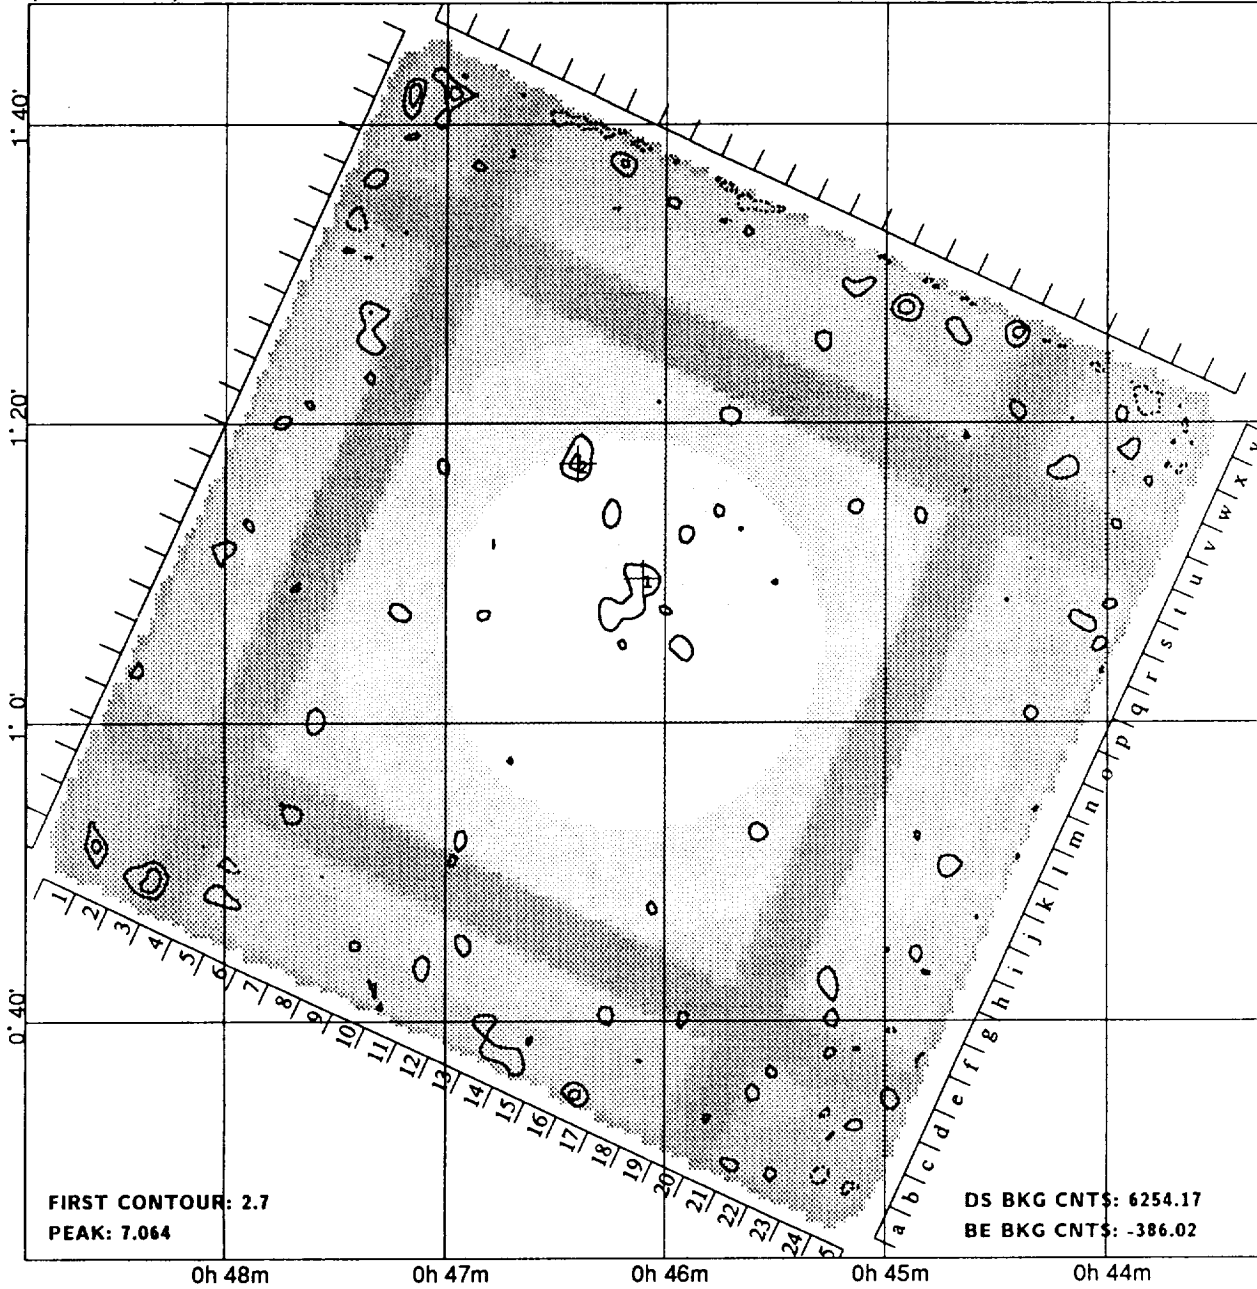 1° 40'
1° 20'
1° 0'
0° 40'
2
1
1 2 3 4 5 6 7 8 9 10 11 12 13 14 15 16 17 18 19 20 21 22 23 24
a b c d e f g h i j k l m n o p q r s t u v w x y
FIRST CONTOUR: 2.7
PEAK: 7.064
DS BKG CNTS: 6254.17
BE BKG CNTS: -386.02
0h 48m 0h 47m 0h 46m 0h 45m 0h 44m